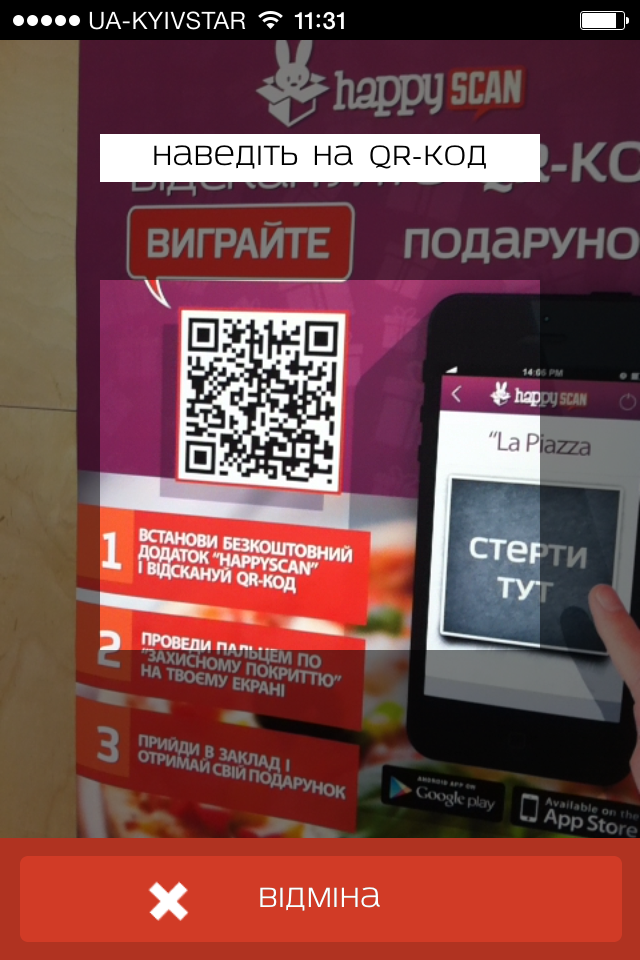 UA-KYIVSTAR 11:31
happy SCAN
наведіть на QR-код
ВІДСКАНУЙ QR-КО
ВИГРАЙТЕ
ПОДАРУНО
14:05 PM
happy SCAN
"La Piazza
стерти
тут
1 ВСТАНОВИ БЕЗКОШТОВНИЙ
ДОДАТОК "HAPPYSCAN"
І ВІДСКАНУЙ QR-КОД
2 ПРОВЕДИ ПАЛЬЦЕМ ПО
"ЗАХИСНОМУ ПОКРИТТЮ"
НА ТВОЄМУ ЕКРАНІ
3 ПРИЙДИ В ЗАКЛАД І
ОТРИМАЙ СВІЙ ПОДАРУНОК
ANDROID APP ON
Google play
Available on the
App Store
відміна